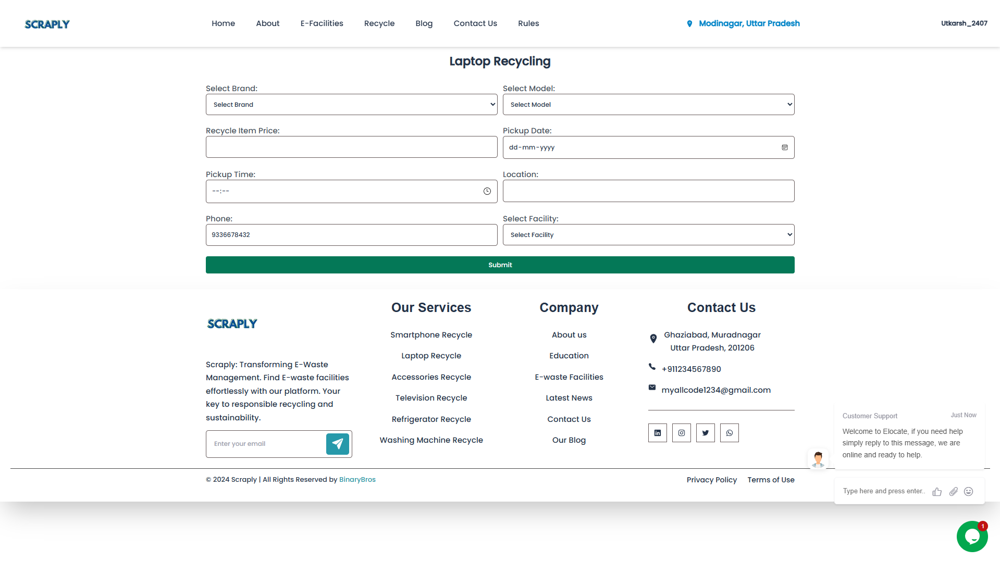 SCRAPLY
Home About E-Facilities Recycle Blog Contact Us Rules
Modinagar, Uttar Pradesh
Utkarsh_2407
Laptop Recycling
Select Brand:
Select Brand
Select Model:
Select Model
Recycle Item Price:
Pickup Date:
dd-mm-yyyy
Pickup Time:
--:--
Location:
Phone:
9336678432
Select Facility:
Select Facility
Submit
SCRAPLY
Scraply: Transforming E-Waste
Management. Find E-waste facilities
effortlessly with our platform. Your
key to responsible recycling and
sustainability.
Enter your email
Our Services
Smartphone Recycle
Laptop Recycle
Accessories Recycle
Television Recycle
Refrigerator Recycle
Washing Machine Recycle
Company
About us
Education
E-waste Facilities
Latest News
Contact Us
Our Blog
Contact Us
Ghaziabad, Muradnagar
Uttar Pradesh, 201206
+911234567890
myallcode1234@gmail.com
© 2024 Scraply | All Rights Reserved by BinaryBros
Privacy Policy Terms of Use
Customer Support Just Now
Welcome to Elocate, if you need help
simply reply to this message, we are
online and ready to help.
Type here and press enter..
1